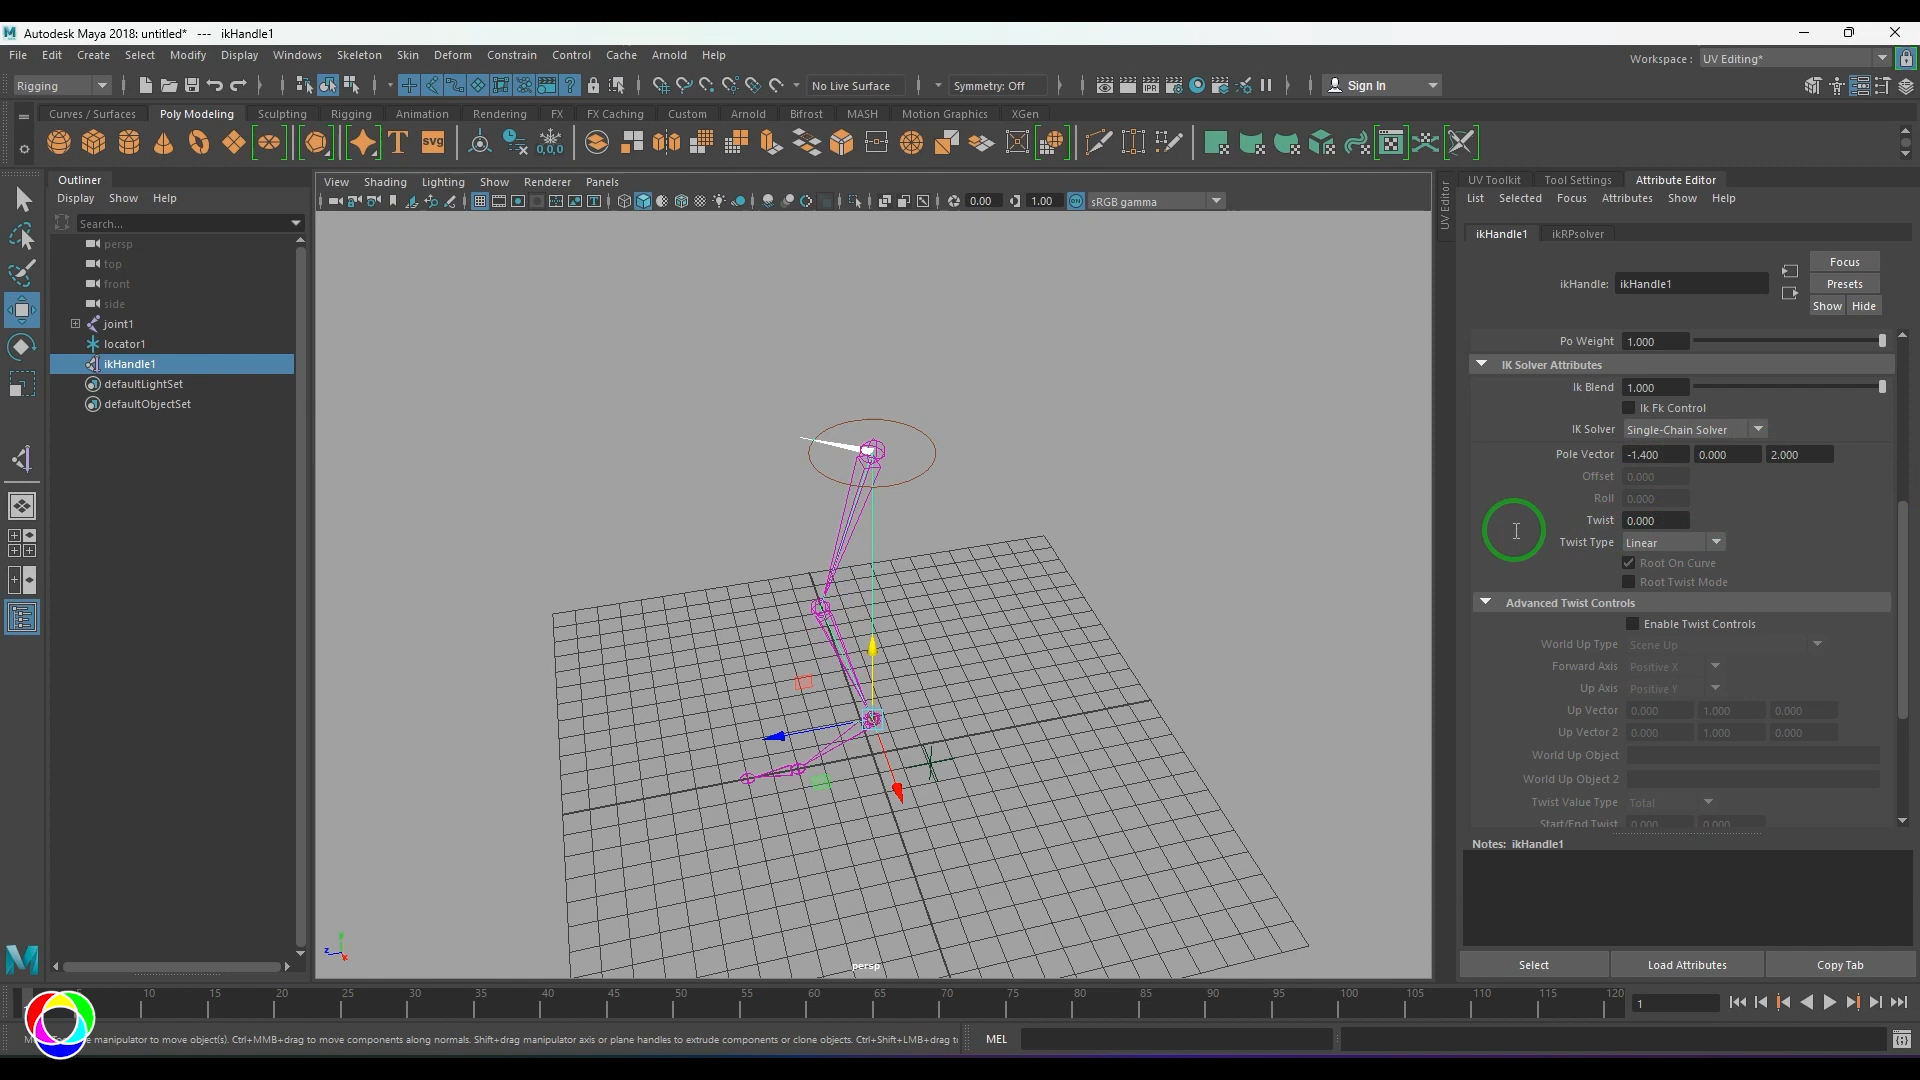 Autodesk Maya 2018: untitled* --- ikHandle1
File Edit Create Select Modify Display Windows Skeleton Skin Deform Constrain Control Cache Arnold Help
Workspace : UV Editing*
Rigging
No Live Surface
Symmetry: Off
Sign In
Curves / Surfaces Poly Modeling Sculpting Rigging Animation Rendering FX FX Caching Custom Arnold Bifrost MASH Motion Graphics XGen
T SVG 0,0,0
Outliner
Display Show Help
Search...
persp
top
front
side
joint1
locator1
ikHandle1
defaultLightSet
defaultObjectSet
View Shading Lighting Show Renderer Panels
0.00 1.00 sRGB gamma
persp
UV Editor
UV Toolkit Tool Settings Attribute Editor
List Selected Focus Attributes Show Help
ikHandle1 ikRPsolver
Focus
ikHandle: ikHandle1
Presets
Show Hide
Po Weight 1.000
IK Solver Attributes
Ik Blend 1.000
Ik Fk Control
IK Solver Single-Chain Solver
Pole Vector -1.400 0.000 2.000
Offset 0.000
Roll 0.000
Twist 0.000
Twist Type Linear
Root On Curve
Root Twist Mode
Advanced Twist Controls
Enable Twist Controls
World Up Type Scene Up
Forward Axis Positive X
Up Axis Positive Y
Up Vector 0.000 1.000 0.000
Up Vector 2 0.000 1.000 0.000
World Up Object
World Up Object 2
Twist Value Type Total
Start/End Twist 0.000 0.000
Notes: ikHandle1
Select Load Attributes Copy Tab
10 15 20 25 30 35 40 45 50 55 60 65 70 75 80 85 90 95 100 105 110 115 120
1
manipulator to move object(s). Ctrl+MMB+drag to move components along normals. Shift+drag manipulator axis or plane handles to extrude components or clone objects. Ctrl+Shift+LMB+drag
MEL